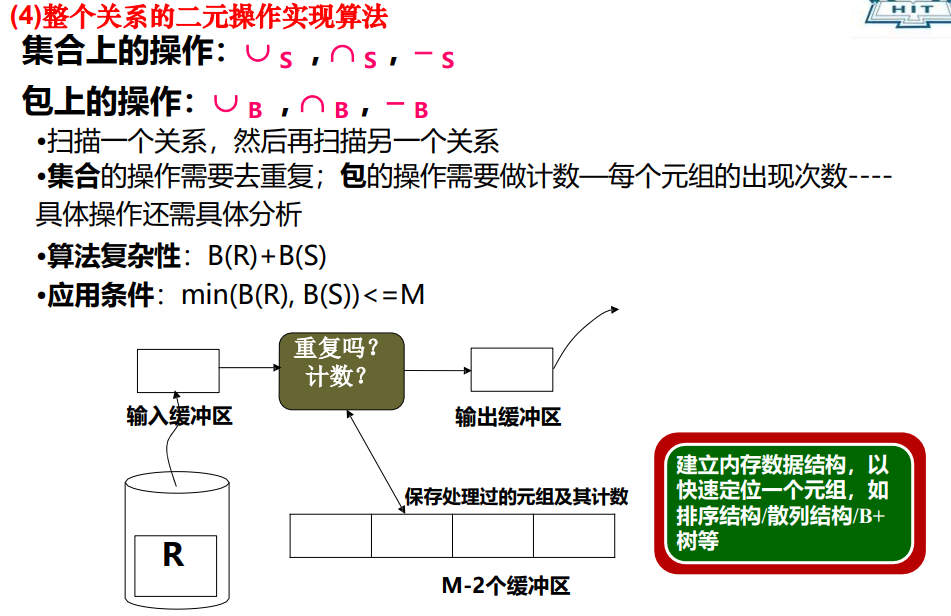 (4)整个关系的二元操作实现算法
HIT
集合上的操作：∪ S ，∩ S ，－ S
包上的操作：∪ B ，∩ B ，－ B
•扫描一个关系，然后再扫描另一个关系
•集合的操作需要去重复；包的操作需要做计数—每个元组的出现次数----
具体操作还需具体分析
•算法复杂性：B(R)+B(S)
•应用条件：min(B(R), B(S))<=M
重复吗？
计数？
输入缓冲区
输出缓冲区
建立内存数据结构，以
快速定位一个元组，如
排序结构/散列结构/B+
树等
保存处理过的元组及其计数
R
M-2个缓冲区